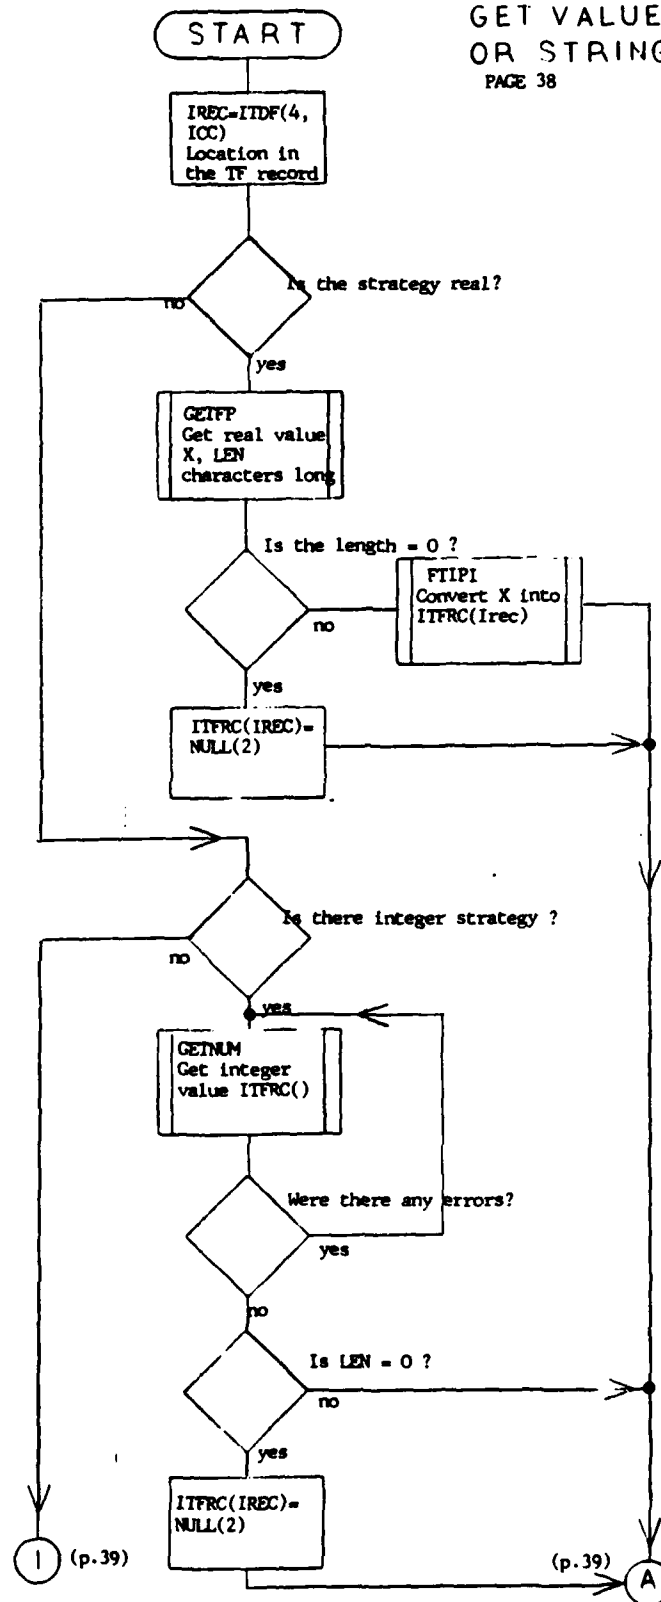 GET VALUE
OR STRING
PAGE 38
START
IREC=ITDF(4,
ICC)
Location in
the TF record
Is the strategy real?
no
yes
GETFP
Get real value
X, LEN
characters long
Is the length = 0 ?
FTIPI
Convert X into
ITFRC(Irec)
no
yes
ITFRC(IREC)=
NULL(2)
Is there integer strategy ?
no
yes
GETNUM
Get integer
value ITFRC()
Were there any errors?
yes
no
Is LEN = 0 ?
no
yes
ITFRC(IREC)=
NULL(2)
1 (p.39)
(p.39) A